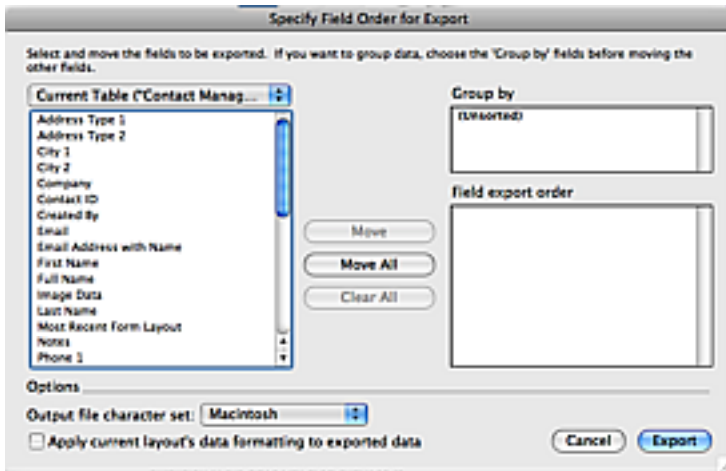 Specify Field Order for Export
Select and move the fields to be exported. If you want to group data, choose the 'Group by' fields before moving the
other fields.
Current Table ("Contact Manag...
Group by
Address Type 1
Address Type 2
City 1
City 2
Company
Contact ID
Created By
Email
Email Address with Name
First Name
Full Name
Image Data
Last Name
Most Recent Form Layout
Notes
Phone 1
(Unsorted)
Field export order
Move
Move All
Clear All
Options
Output file character set: Macintosh
Apply current layout's data formatting to exported data
Cancel
Export